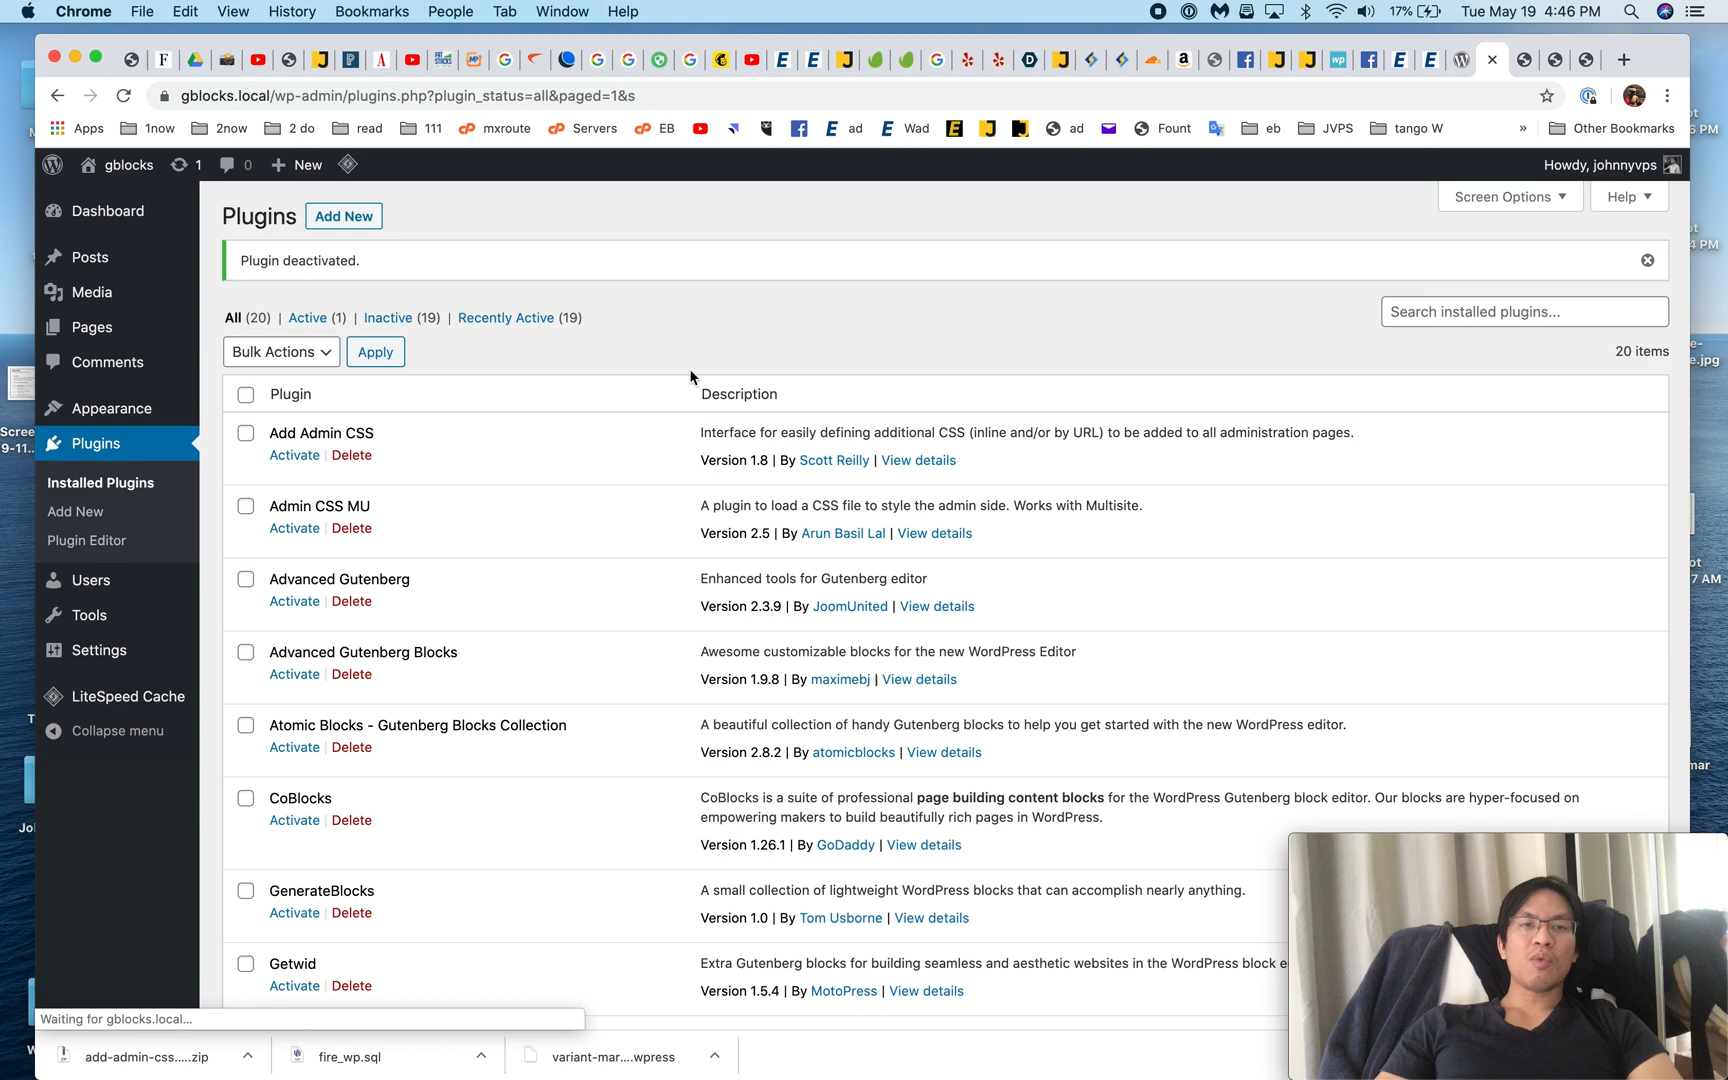 Chrome File Edit View History Bookmarks People Tab Window Help 17% Tue May 19 4:46 PM
gblocks.local/wp-admin/plugins.php?plugin_status=all&paged=1&s
Apps 1now 2now 2 do read 111 mxroute Servers EB ad Wad ad Fount eb JVPS tango W » Other Bookmarks
gblocks 1 0 New Howdy, johnnyvps
Screen Options Help
Dashboard
Posts
Media
Pages
Comments
Appearance
Plugins
Installed Plugins
Add New
Plugin Editor
Users
Tools
Settings
LiteSpeed Cache
Collapse menu
Plugins Add New
Plugin deactivated.
All (20) | Active (1) | Inactive (19) | Recently Active (19)
Search installed plugins...
Bulk Actions Apply
20 items
Plugin Description
Add Admin CSS
Activate | Delete
Interface for easily defining additional CSS (inline and/or by URL) to be added to all administration pages.
Version 1.8 | By Scott Reilly | View details
Admin CSS MU
Activate | Delete
A plugin to load a CSS file to style the admin side. Works with Multisite.
Version 2.5 | By Arun Basil Lal | View details
Advanced Gutenberg
Activate | Delete
Enhanced tools for Gutenberg editor
Version 2.3.9 | By JoomUnited | View details
Advanced Gutenberg Blocks
Activate | Delete
Awesome customizable blocks for the new WordPress Editor
Version 1.9.8 | By maximebj | View details
Atomic Blocks - Gutenberg Blocks Collection
Activate | Delete
A beautiful collection of handy Gutenberg blocks to help you get started with the new WordPress editor.
Version 2.8.2 | By atomicblocks | View details
CoBlocks
Activate | Delete
CoBlocks is a suite of professional page building content blocks for the WordPress Gutenberg block editor. Our blocks are hyper-focused on
empowering makers to build beautifully rich pages in WordPress.
Version 1.26.1 | By GoDaddy | View details
GenerateBlocks
Activate | Delete
A small collection of lightweight WordPress blocks that can accomplish nearly anything.
Version 1.0 | By Tom Usborne | View details
Getwid
Activate | Delete
Extra Gutenberg blocks for building seamless and aesthetic websites in the WordPress block e
Version 1.5.4 | By MotoPress | View details
Waiting for gblocks.local...
add-admin-css.....zip fire_wp.sql variant-mar....wpress